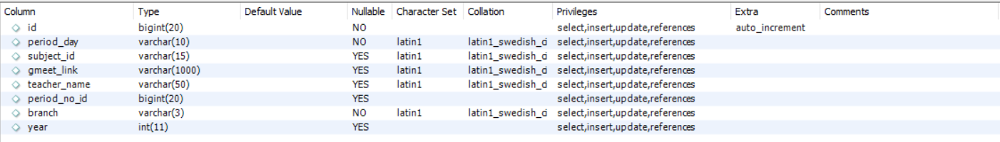 Column Type Default Value Nullable Character Set Collation Privileges Extra Comments
id bigint(20) NO select,insert,update,references auto_increment
period_day varchar(10) NO latin1 latin1_swedish_ci select,insert,update,references
subject_id varchar(15) YES latin1 latin1_swedish_ci select,insert,update,references
gmeet_link varchar(1000) YES latin1 latin1_swedish_ci select,insert,update,references
teacher_name varchar(50) YES latin1 latin1_swedish_ci select,insert,update,references
period_no_id bigint(20) YES select,insert,update,references
branch varchar(3) NO latin1 latin1_swedish_ci select,insert,update,references
year int(11) YES select,insert,update,references